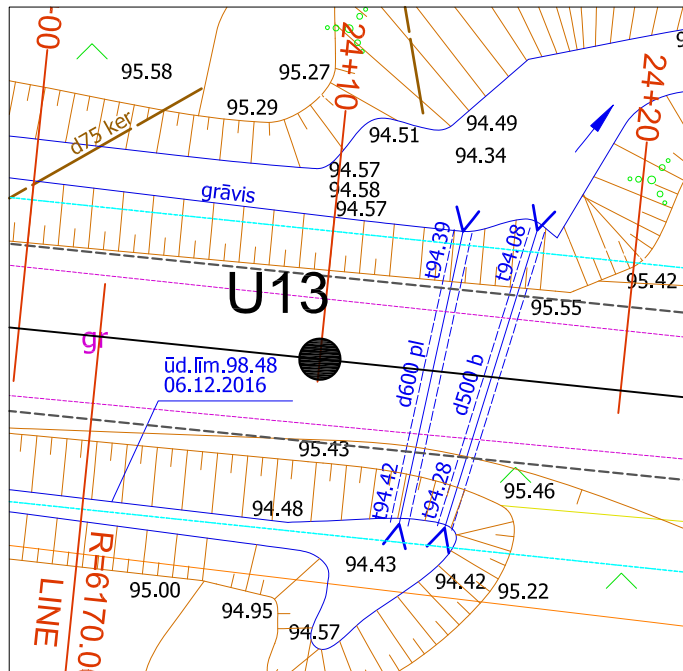 -00
95.58
95.27
24+10
95.29
d75 ker
94.51
94.49
94.34
24+20
94.57
94.58
94.57
grāvis
t94.39
t94.08
95.42
95.55
U13
gr
ūd.līm.98.48
06.12.2016
d600 pl
d500 b
95.43
t94.42
t94.28
95.46
94.48
94.43
94.42
95.22
R=6170.0
LINE
95.00
94.95
94.57